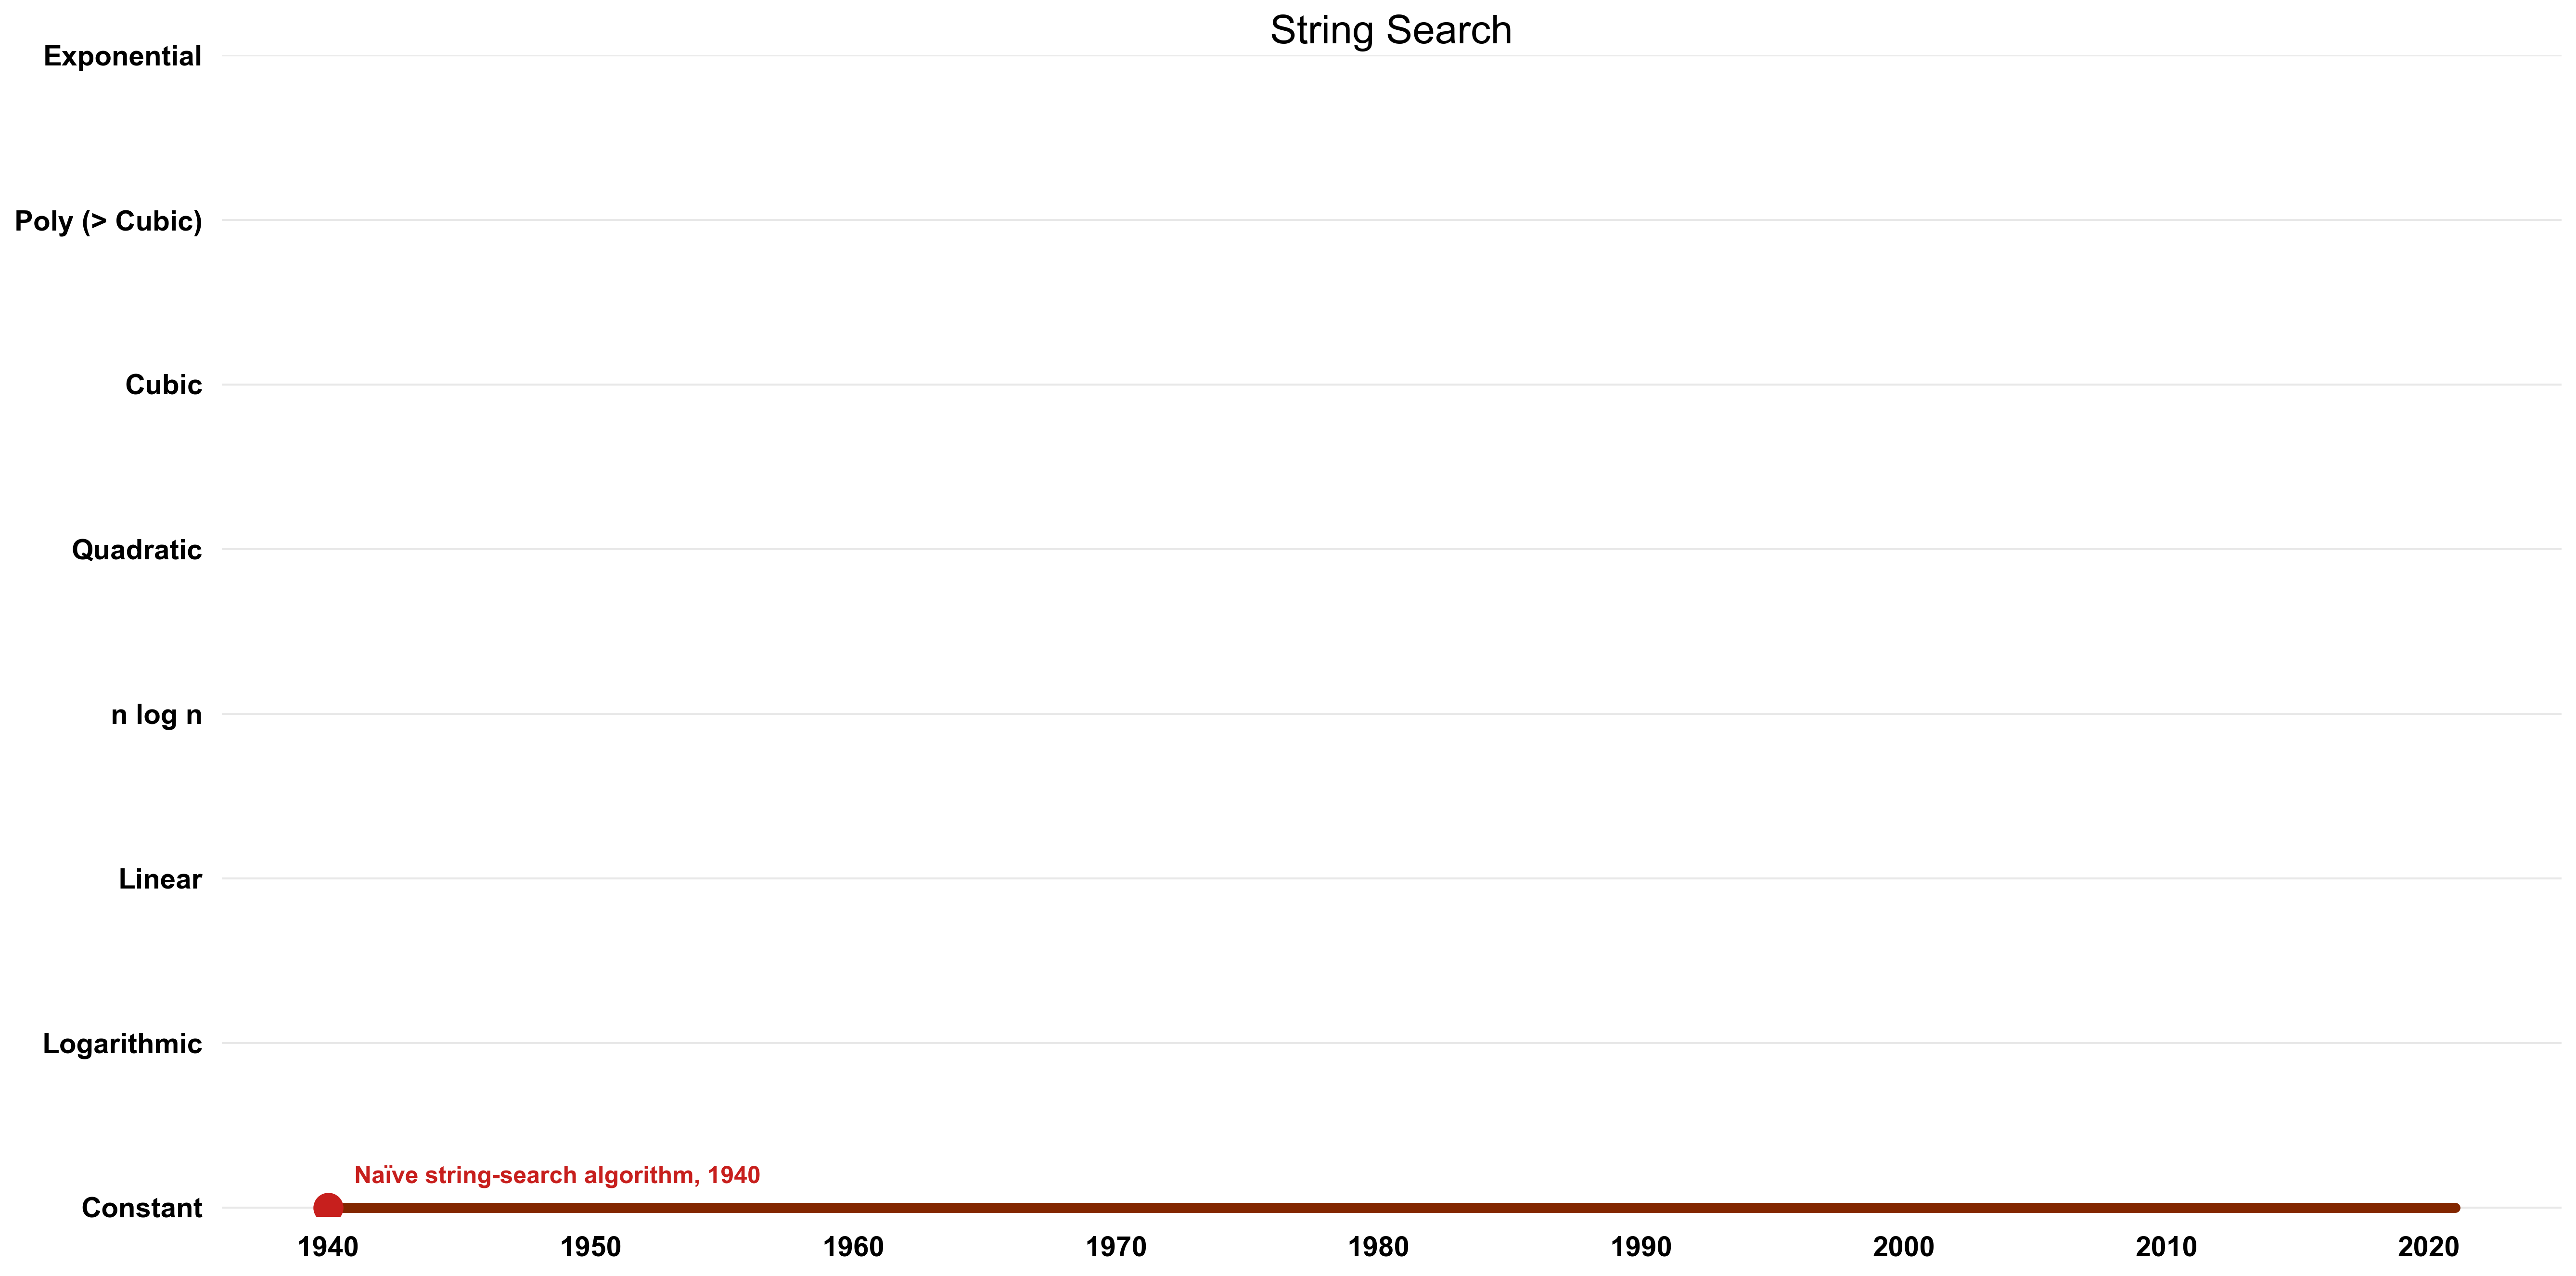 String Search
Exponential
Poly (> Cubic)
Cubic
Quadratic
n log n
Linear
Logarithmic
Naïve string-search algorithm, 1940
Constant
1940 1950 1960 1970 1980 1990 2000 2010 2020